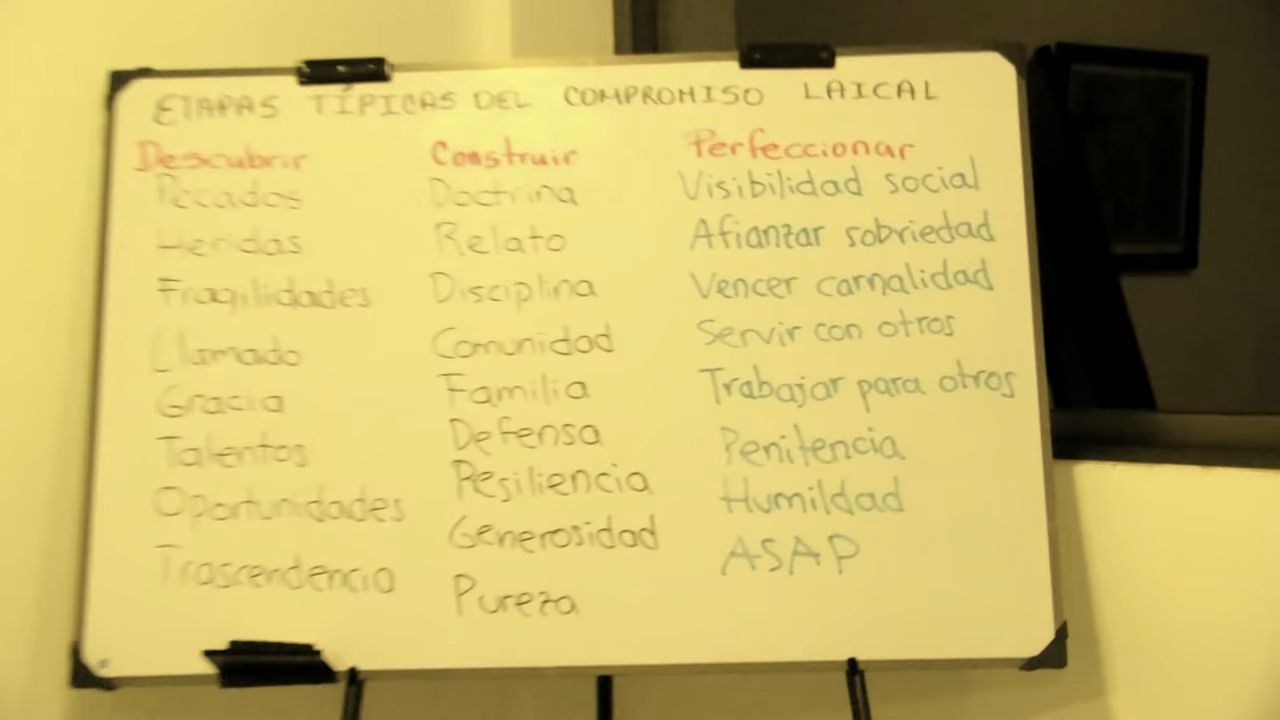 ETAPAS TÍPICAS DEL COMPROMISO LAICAL
Descubrir
Pecados
Heridas
Fragilidades
Llamado
Gracia
Talentos
Oportunidades
Trascendencia
Construir
Doctrina
Relato
Disciplina
Comunidad
Familia
Defensa
Resiliencia
Generosidad
Pureza
Perfeccionar
Visibilidad social
Afianzar sobriedad
Vencer carnalidad
Servir con otros
Trabajar para otros
Penitencia
Humildad
ASAP